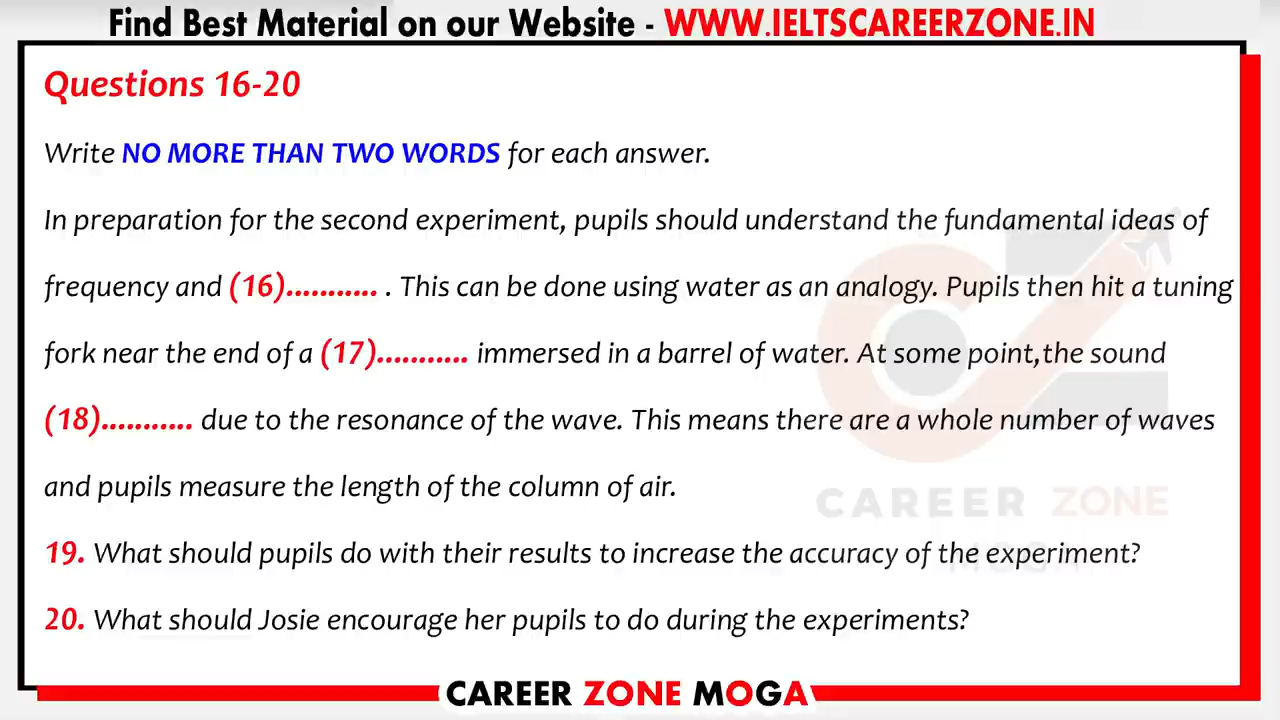 Find Best Material on our Website - WWW.IELTSCAREERZONE.IN
Questions 16-20
Write NO MORE THAN TWO WORDS for each answer.
In preparation for the second experiment, pupils should understand the fundamental ideas of
frequency and (16)........... . This can be done using water as an analogy. Pupils then hit a tuning
fork near the end of a (17)........... immersed in a barrel of water. At some point,the sound
(18)........... due to the resonance of the wave. This means there are a whole number of waves
and pupils measure the length of the column of air.
CAREER ZONE
MOGA
19. What should pupils do with their results to increase the accuracy of the experiment?
20. What should Josie encourage her pupils to do during the experiments?
CAREER ZONE MOGA